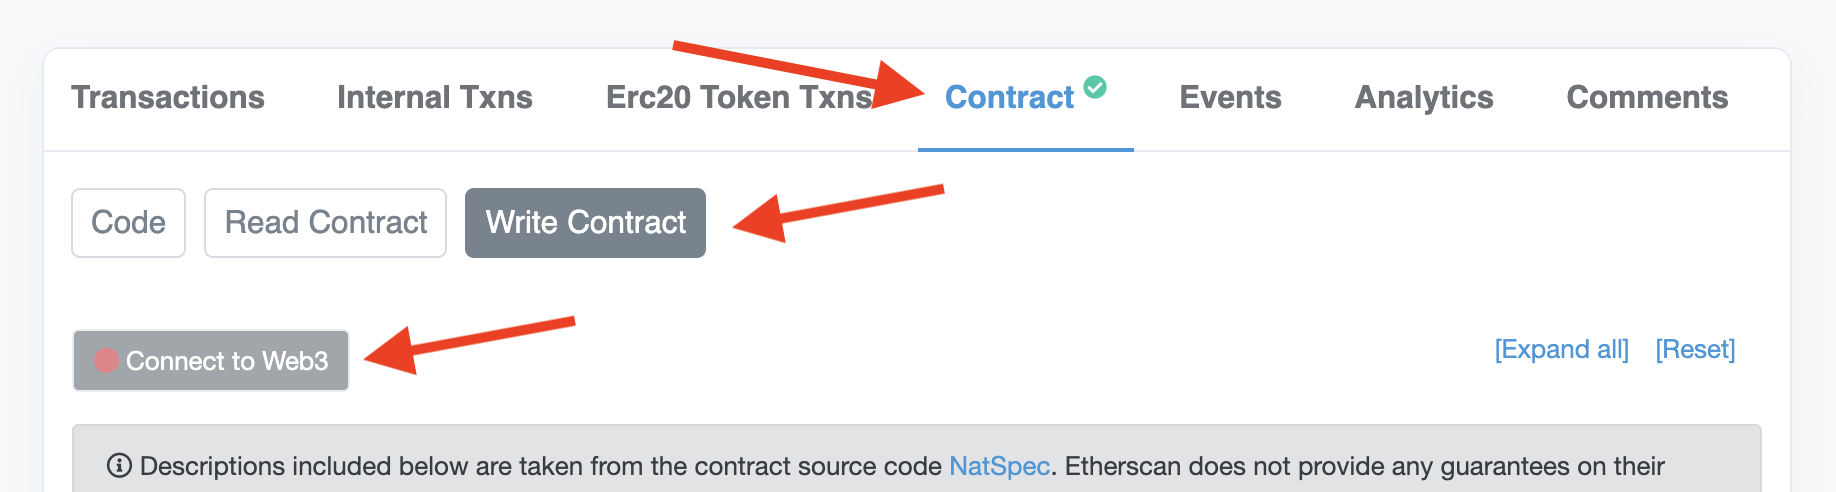 Transactions Internal Txns Erc20 Token Txns Contract Events Analytics Comments
Code Read Contract Write Contract
Connect to Web3 [Expand all] [Reset]
Descriptions included below are taken from the contract source code NatSpec. Etherscan does not provide any guarantees on their